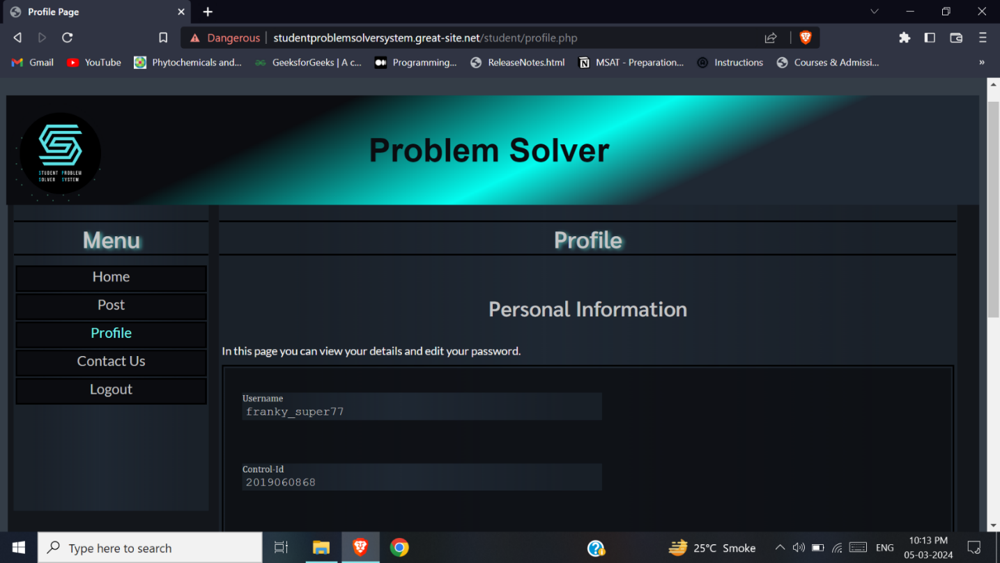 Profile Page
Dangerous | studentproblemsolversystem.great-site.net/student/profile.php
Gmail YouTube Phytochemicals and... GeeksforGeeks | A c... Programming... ReleaseNotes.html MSAT - Preparation... Instructions Courses & Admissi... »
STUDENT PROBLEM
SOLVER SYSTEM
Problem Solver
Menu
Home
Post
Profile
Contact Us
Logout
Profile
Personal Information
In this page you can view your details and edit your password.
Username
franky_super77
Control-Id
2019060868
Type here to search
25°C Smoke
ENG
10:13 PM
05-03-2024